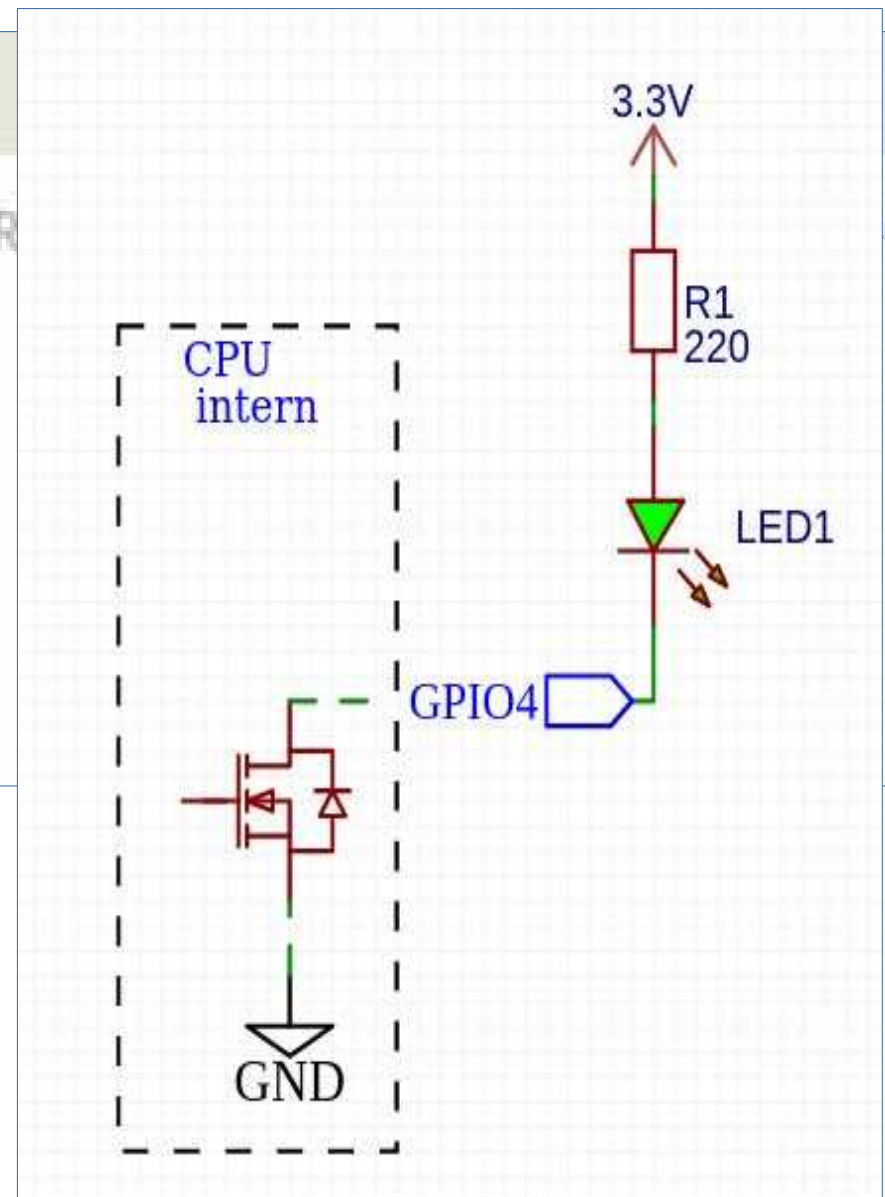 3.3V
R1
220
CPU
intern
LED1
GPIO4
GND
R